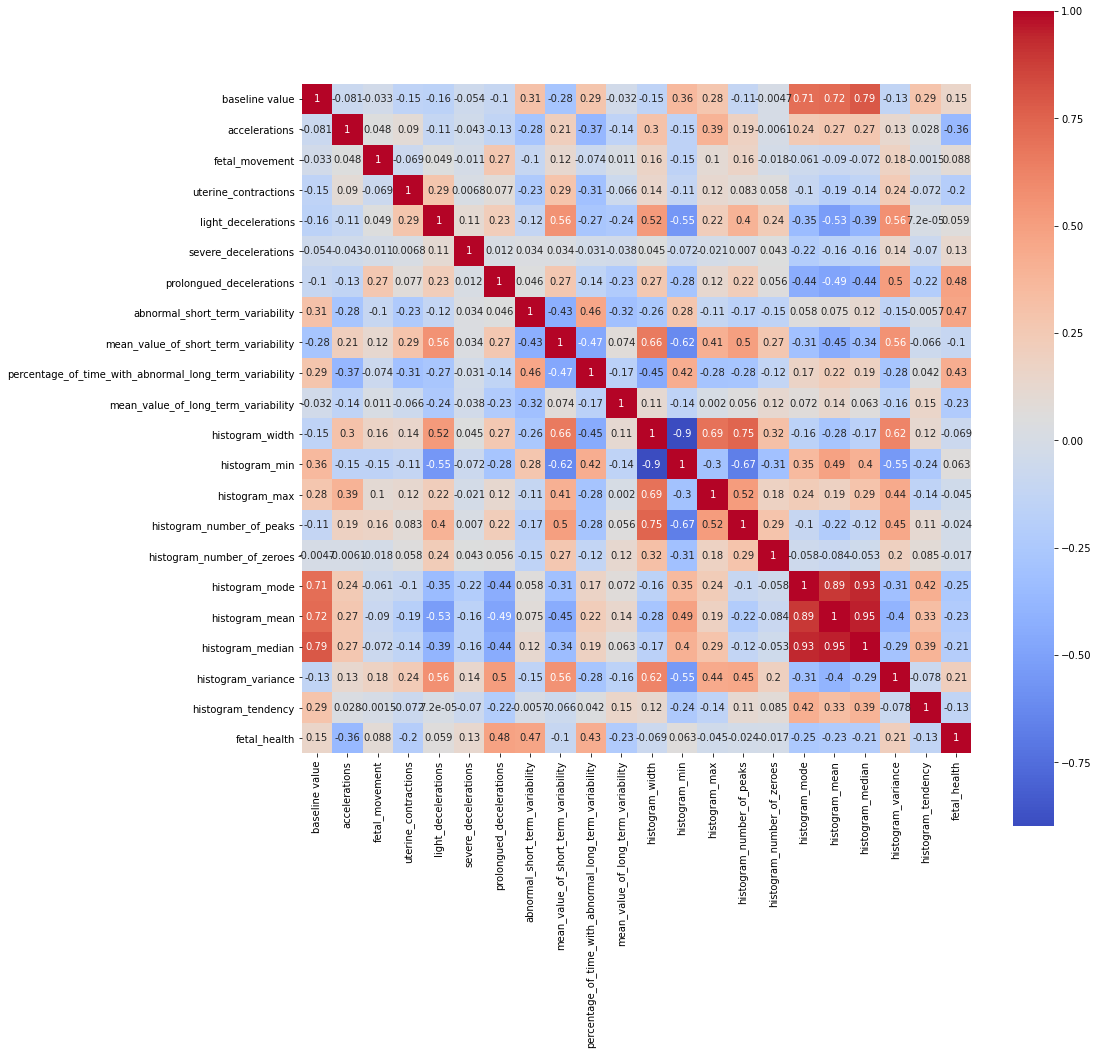 baseline value 1 -0.081 -0.033 -0.15 -0.16 -0.054 -0.1 0.31 -0.28 0.29 -0.032 -0.15 0.36 0.28 -0.11 -0.0047 0.71 0.72 0.79 -0.13 0.29 0.15
accelerations -0.081 1 0.048 0.09 -0.11 -0.043 -0.13 -0.28 0.21 -0.37 -0.14 0.3 -0.15 0.39 0.19 -0.0061 0.24 0.27 0.27 0.13 0.028 -0.36
fetal_movement -0.033 0.048 1 -0.069 0.049 -0.011 0.27 -0.1 0.12 -0.074 0.011 0.16 -0.15 0.1 0.16 -0.018 -0.061 -0.09 -0.072 0.18 -0.0015 0.088
uterine_contractions -0.15 0.09 -0.069 1 0.29 0.0068 0.077 -0.23 0.29 -0.31 -0.066 0.14 -0.11 0.12 0.083 0.058 -0.1 -0.19 -0.14 0.24 -0.072 -0.2
light_decelerations -0.16 -0.11 0.049 0.29 1 0.11 0.23 -0.12 0.56 -0.27 -0.24 0.52 -0.55 0.22 0.4 0.24 -0.35 -0.53 -0.39 0.56 7.2e-05 0.059
severe_decelerations -0.054 -0.043 -0.011 0.0068 0.11 1 0.012 0.034 0.034 -0.031 -0.038 0.045 -0.072 -0.021 0.007 0.043 -0.22 -0.16 -0.16 0.14 -0.07 0.13
prolongued_decelerations -0.1 -0.13 0.27 0.077 0.23 0.012 1 0.046 0.27 -0.14 -0.23 0.27 -0.28 0.12 0.22 0.056 -0.44 -0.49 -0.44 0.5 -0.22 0.48
abnormal_short_term_variability 0.31 -0.28 -0.1 -0.23 -0.12 0.034 0.046 1 -0.43 0.46 -0.32 -0.26 0.28 -0.11 -0.17 -0.15 0.058 0.075 0.12 -0.15 -0.0057 0.47
mean_value_of_short_term_variability -0.28 0.21 0.12 0.29 0.56 0.034 0.27 -0.43 1 -0.47 0.074 0.66 -0.62 0.41 0.5 0.27 -0.31 -0.45 -0.34 0.56 -0.066 -0.1
percentage_of_time_with_abnormal_long_term_variability 0.29 -0.37 -0.074 -0.31 -0.27 -0.031 -0.14 0.46 -0.47 1 -0.17 -0.45 0.42 -0.28 -0.28 -0.12 0.17 0.22 0.19 -0.28 0.042 0.43
mean_value_of_long_term_variability -0.032 -0.14 0.011 -0.066 -0.24 -0.038 -0.23 -0.32 0.074 -0.17 1 0.11 -0.14 0.002 0.056 0.12 0.072 0.14 0.063 -0.16 0.15 -0.23
histogram_width -0.15 0.3 0.16 0.14 0.52 0.045 0.27 -0.26 0.66 -0.45 0.11 1 -0.9 0.69 0.75 0.32 -0.16 -0.28 -0.17 0.62 0.12 -0.069
histogram_min 0.36 -0.15 -0.15 -0.11 -0.55 -0.072 -0.28 0.28 -0.62 0.42 -0.14 -0.9 1 -0.3 -0.67 -0.31 0.35 0.49 0.4 -0.55 -0.24 0.063
histogram_max 0.28 0.39 0.1 0.12 0.22 -0.021 0.12 -0.11 0.41 -0.28 0.002 0.69 -0.3 1 0.52 0.18 0.24 0.19 0.29 0.44 -0.14 -0.045
histogram_number_of_peaks -0.11 0.19 0.16 0.083 0.4 0.007 0.22 -0.17 0.5 -0.28 0.056 0.75 -0.67 0.52 1 0.29 -0.1 -0.22 -0.12 0.45 0.11 -0.024
histogram_number_of_zeroes -0.0047 -0.0061 -0.018 0.058 0.24 0.043 0.056 -0.15 0.27 -0.12 0.12 0.32 -0.31 0.18 0.29 1 -0.058 -0.084 -0.053 0.2 0.085 -0.017
histogram_mode 0.71 0.24 -0.061 -0.1 -0.35 -0.22 -0.44 0.058 -0.31 0.17 0.072 -0.16 0.35 0.24 -0.1 -0.058 1 0.89 0.93 -0.31 0.42 -0.25
histogram_mean 0.72 0.27 -0.09 -0.19 -0.53 -0.16 -0.49 0.075 -0.45 0.22 0.14 -0.28 0.49 0.19 -0.22 -0.084 0.89 1 0.95 -0.4 0.33 -0.23
histogram_median 0.79 0.27 -0.072 -0.14 -0.39 -0.16 -0.44 0.12 -0.34 0.19 0.063 -0.17 0.4 0.29 -0.12 -0.053 0.93 0.95 1 -0.29 0.39 -0.21
histogram_variance -0.13 0.13 0.18 0.24 0.56 0.14 0.5 -0.15 0.56 -0.28 -0.16 0.62 -0.55 0.44 0.45 0.2 -0.31 -0.4 -0.29 1 -0.078 0.21
histogram_tendency 0.29 0.028 -0.0015 -0.072 7.2e-05 -0.07 -0.22 -0.0057 -0.066 0.042 0.15 0.12 -0.24 -0.14 0.11 0.085 0.42 0.33 0.39 -0.078 1 -0.13
fetal_health 0.15 -0.36 0.088 -0.2 0.059 0.13 0.48 0.47 -0.1 0.43 -0.23 -0.069 0.063 -0.045 -0.024 -0.017 -0.25 -0.23 -0.21 0.21 -0.13 1
baseline value
accelerations
fetal_movement
uterine_contractions
light_decelerations
severe_decelerations
prolongued_decelerations
abnormal_short_term_variability
mean_value_of_short_term_variability
percentage_of_time_with_abnormal_long_term_variability
mean_value_of_long_term_variability
histogram_width
histogram_min
histogram_max
histogram_number_of_peaks
histogram_number_of_zeroes
histogram_mode
histogram_mean
histogram_median
histogram_variance
histogram_tendency
fetal_health
1.00
0.75
0.50
0.25
0.00
−0.25
−0.50
−0.75